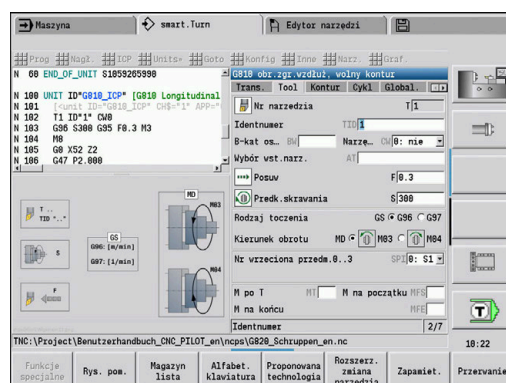 Maszyna
smart.Turn
Edytor narzędzi
Prog Nagł. ICP Units» Goto Konfig Inne Narz. Graf.
N 60 END_OF_UNIT S1059265990
N 100 UNIT ID"G810_ICP" [G810 Longitudinal
N 101 [<unit ID="G810_ICP" CH$="1" APP="
N 102 T1 ID"1" CW0
N 103 G96 S300 G95 F0.3 M3
N 104 M8
N 105 G0 X52 Z2
N 106 G47 P2.000
G810 obr.zgr.wzdłuż, wolny kontur
Trans. Tool Kontur Cykl Global.
Nr narzedzia T 1
Identnumer TID
B-kat os… BW Narzę… CW 0: nie
Wybór wst.narz. AT
Posuv F 0.3
Predk.skravania S 300
Rodzaj toczenia GS G96 G97
Kierunek obrotu MD M03 M04
Nr vrzeciona przedm.0..3 SPI 0: S1
M po T MT M na początku MFS
M na końcu MFE
Identnumer 2/7
T ..
TID ".."
S
F
GS
G96: [m/min]
G97: [1/min]
MD
M03
M04
TNC:\Project\Benutzerhandbuch_CNC_PILOT_en\ncps\G820_Schruppen_en.nc
10:22
T
Funkcje specjalne
Rys. pom.
Magazyn lista
Alfabet. klawiatura
Proponowana technologia
Rozszerz. zmiana narzędzia
Zapamiet.
Przerwanie